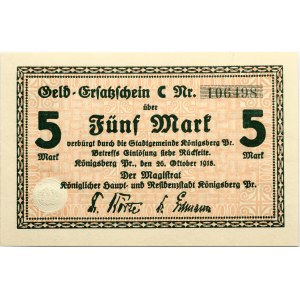 Geld-Ersatzschein C Nr. 106498
über
5 Fünf Mark 5
Mark verbürgt durch die Stadtgemeinde Königsberg Pr. Mark
Betreffs Einlösung siehe Rückseite.
Königsberg Pr., den 26. Oktober 1918.
Der Magistrat
Königlicher Haupt- und Residenzstadt Königsberg Pr.